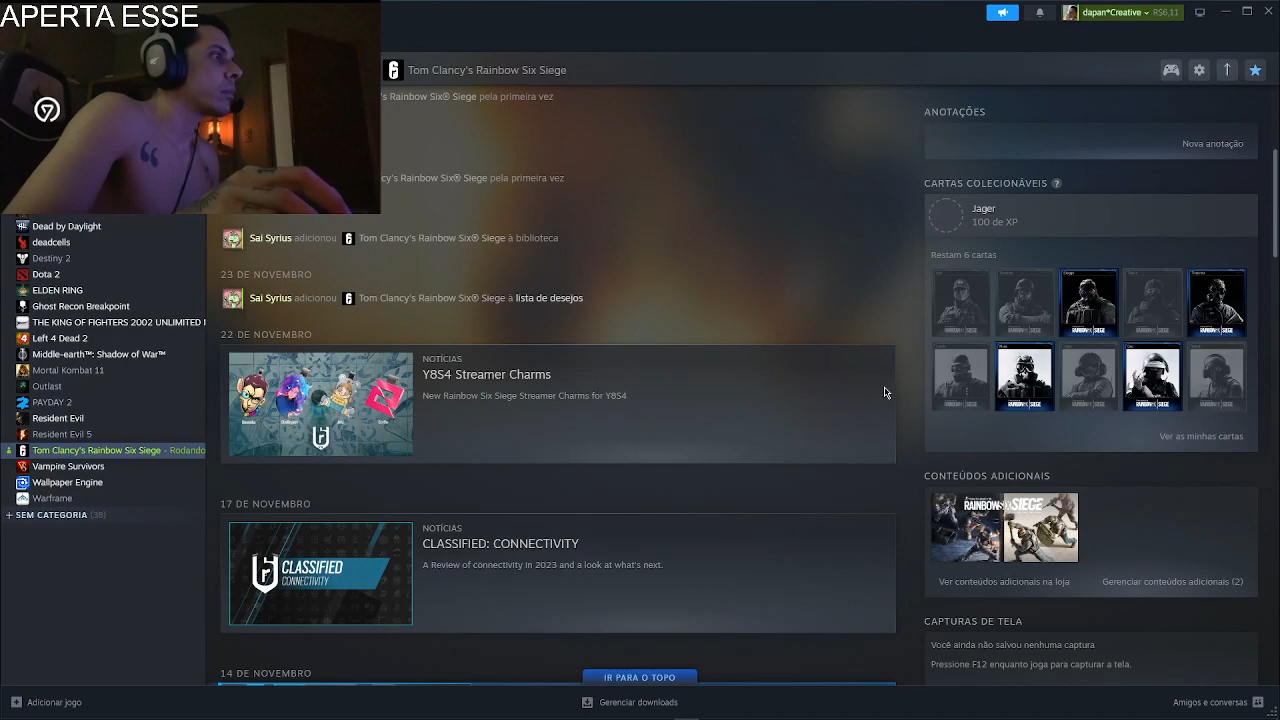 APERTA ESSE
dapan*Creative
R$6,11
Tom Clancy's Rainbow Six Siege
's Rainbow Six® Siege pela primeira vez
cy's Rainbow Six® Siege pela primeira vez
Dead by Daylight
deadcells
Destiny 2
Dota 2
ELDEN RING
Ghost Recon Breakpoint
THE KING OF FIGHTERS 2002 UNLIMITED
Left 4 Dead 2
Middle-earth™: Shadow of War™
Mortal Kombat 11
Outlast
PAYDAY 2
Resident Evil
Resident Evil 5
Tom Clancy's Rainbow Six Siege - Rodando
Vampire Survivors
Wallpaper Engine
Warframe
+ SEM CATEGORIA (38)
Sai Syrius adicionou Tom Clancy's Rainbow Six® Siege à biblioteca
23 DE NOVEMBRO
Sai Syrius adicionou Tom Clancy's Rainbow Six® Siege à lista de desejos
22 DE NOVEMBRO
NOTÍCIAS
Y8S4 Streamer Charms
New Rainbow Six Siege Streamer Charms for Y8S4
17 DE NOVEMBRO
CLASSIFIED
CONNECTIVITY
NOTÍCIAS
CLASSIFIED: CONNECTIVITY
A Review of connectivity in 2023 and a look at what's next.
14 DE NOVEMBRO
IR PARA O TOPO
ANOTAÇÕES
Nova anotação
CARTAS COLECIONÁVEIS ?
Jager
100 de XP
Restam 6 cartas
Ver as minhas cartas
CONTEÚDOS ADICIONAIS
RAINBOW SIX SIEGE
Ver conteúdos adicionais na loja
Gerenciar conteúdos adicionais (2)
CAPTURAS DE TELA
Você ainda não salvou nenhuma captura
Pressione F12 enquanto joga para capturar a tela.
Adicionar jogo
Gerenciar downloads
Amigos e conversas